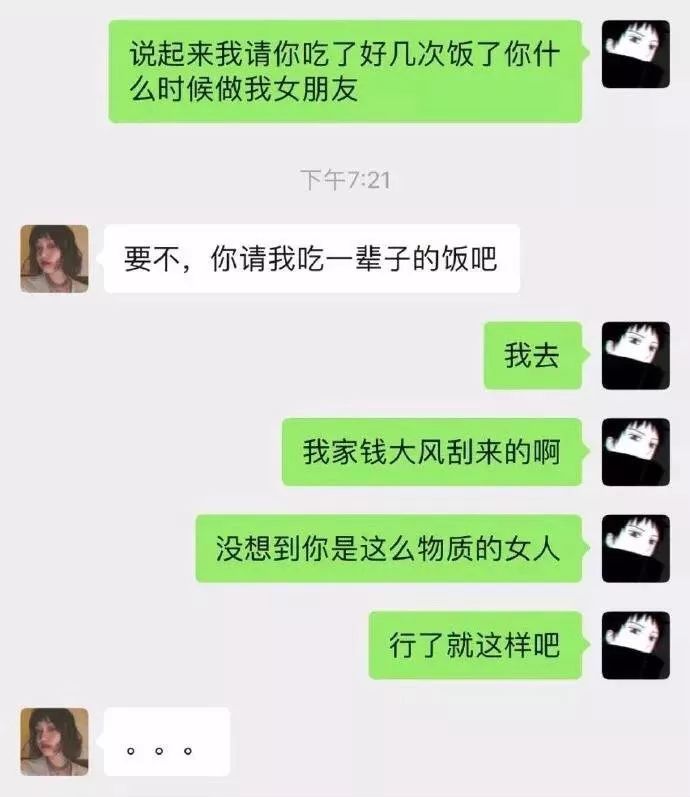 说起来我请你吃了好几次饭了你什
么时候做我女朋友
下午7:21
要不，你请我吃一辈子的饭吧
我去
我家钱大风刮来的啊
没想到你是这么物质的女人
行了就这样吧
。。。